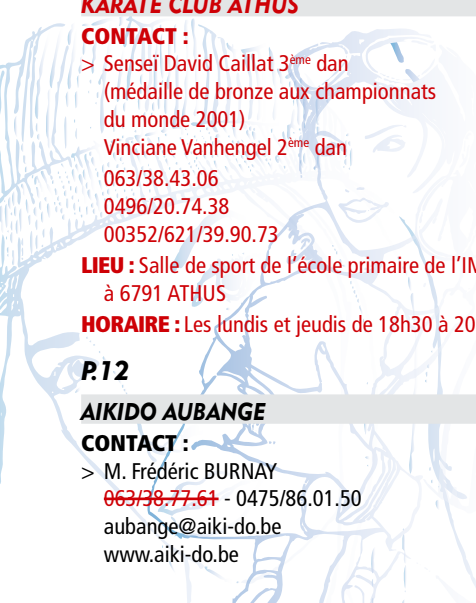 KARATE CLUB ATHUS
CONTACT :
> Senseï David Caillat 3ème dan
(médaille de bronze aux championnats
du monde 2001)
Vinciane Vanhengel 2ème dan
063/38.43.06
0496/20.74.38
00352/621/39.90.73
LIEU : Salle de sport de l'école primaire de l'IM
à 6791 ATHUS
HORAIRE : Les lundis et jeudis de 18h30 à 20
P.12
AIKIDO AUBANGE
CONTACT :
> M. Frédéric BURNAY
063/38.77.61 - 0475/86.01.50
aubange@aiki-do.be
www.aiki-do.be